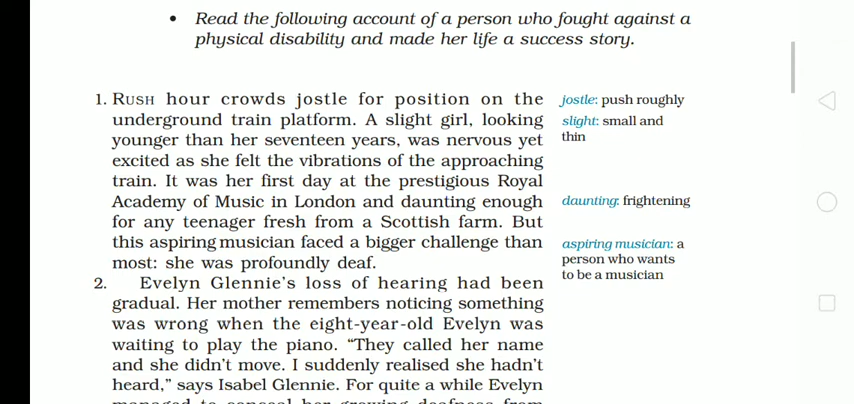 • Read the following account of a person who fought against a
physical disability and made her life a success story.
1. RUSH hour crowds jostle for position on the
underground train platform. A slight girl, looking
younger than her seventeen years, was nervous yet
excited as she felt the vibrations of the approaching
train. It was her first day at the prestigious Royal
Academy of Music in London and daunting enough
for any teenager fresh from a Scottish farm. But
this aspiring musician faced a bigger challenge than
most: she was profoundly deaf.
2. Evelyn Glennie’s loss of hearing had been
gradual. Her mother remembers noticing something
was wrong when the eight-year-old Evelyn was
waiting to play the piano. “They called her name
and she didn’t move. I suddenly realised she hadn’t
heard,” says Isabel Glennie. For quite a while Evelyn
managed to conceal her growing deafness from
jostle: push roughly
slight: small and
thin
daunting: frightening
aspiring musician: a
person who wants
to be a musician